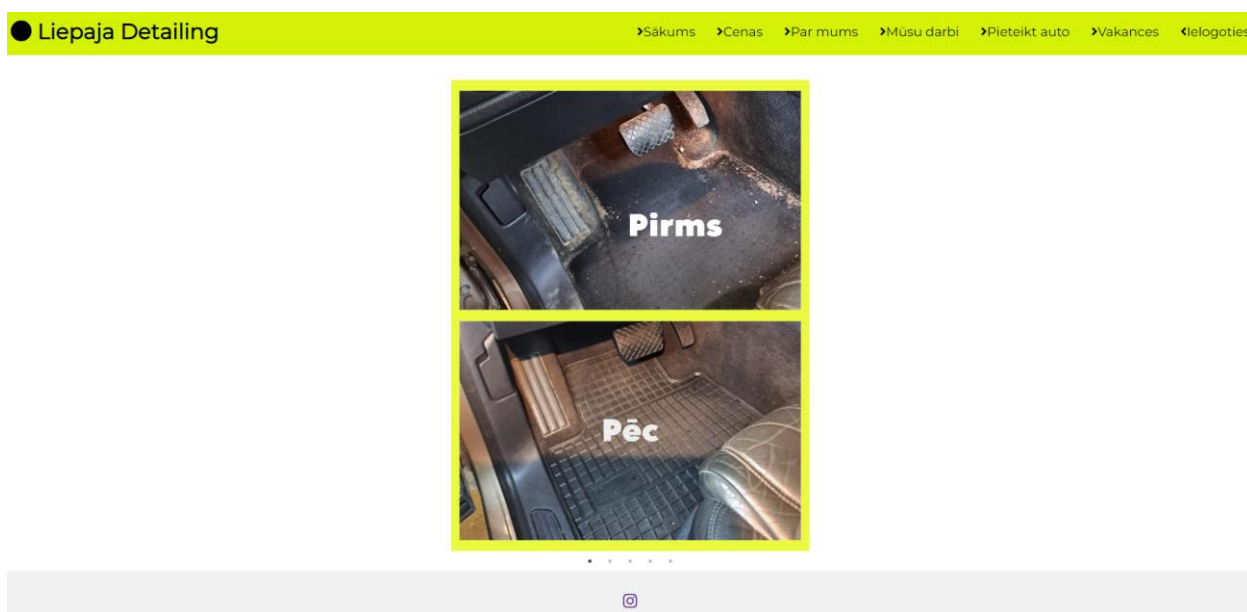 Liepaja Detailing
Sākums Cenas Par mums Mūsu darbi Pieteikt auto Vakances Ielogoties
Pirms
Pēc